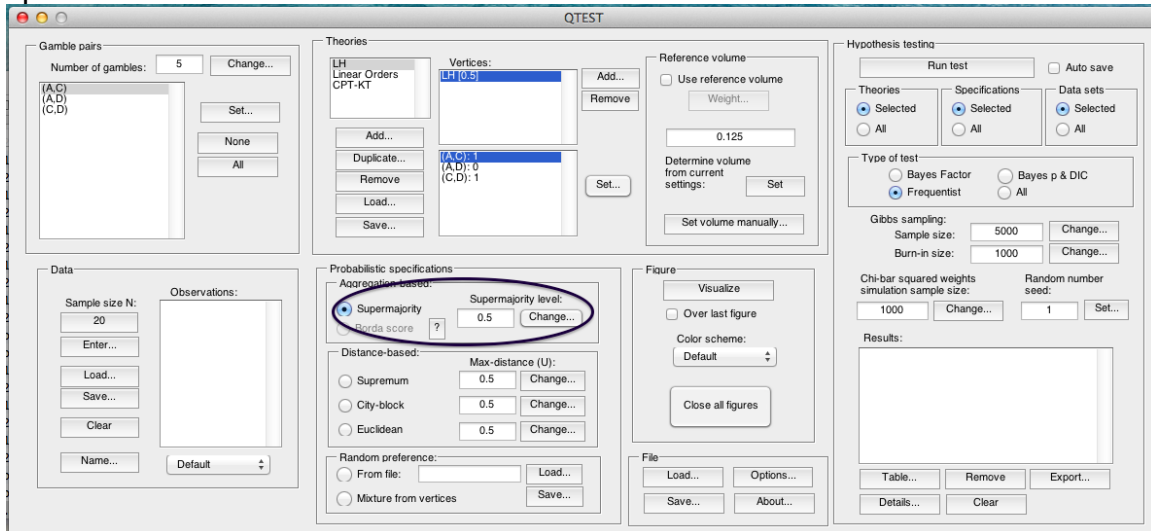 QTEST
Gamble pairs
Number of gambles: 5 Change...
(A,C)
(A,D)
(C,D)
Set...
None
All
Theories
LH
Linear Orders
CPT-KT
Vertices:
LH [0.5]
Add...
Remove
Add...
Duplicate...
Remove
Load...
Save...
(A,C): 1
(A,D): 0
(C,D): 1
Set...
Reference volume
Use reference volume
Weight...
0.125
Determine volume
from current
settings: Set
Set volume manually...
Hypothesis testing
Run test Auto save
Theories Specifications Data sets
Selected Selected Selected
All All All
Type of test
Bayes Factor Bayes p & DIC
Frequentist All
Gibbs sampling:
Sample size: 5000 Change...
Burn-in size: 1000 Change...
Chi-bar squared weights
simulation sample size:
1000 Change...
Random number
seed:
1 Set...
Results:
Table... Remove Export...
Details... Clear
Data
Sample size N:
20
Enter...
Load...
Save...
Clear
Name... Default
Observations:
Probabilistic specifications
Aggregation-based:
Supermajority
Supermajority level:
0.5 Change...
Borda score ?
Distance-based:
Max-distance (U):
Supremum 0.5 Change...
City-block 0.5 Change...
Euclidean 0.5 Change...
Random preference:
From file: Load...
Mixture from vertices Save...
Figure
Visualize
Over last figure
Color scheme:
Default
Close all figures
File
Load... Options...
Save... About...